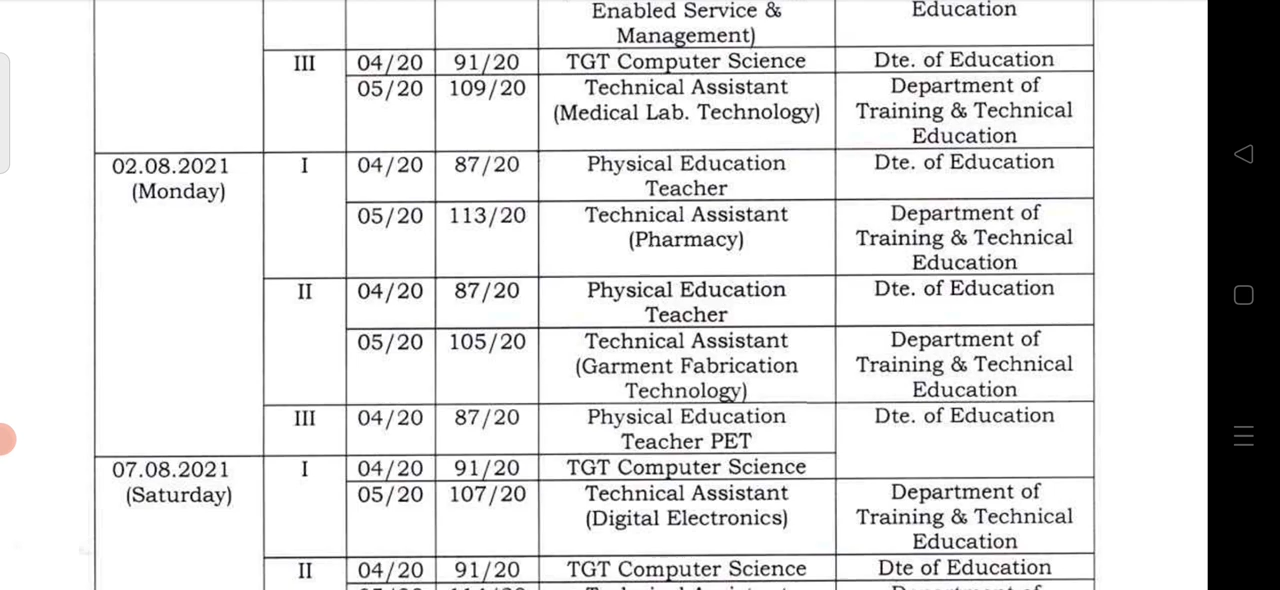 Enabled Service & Education
Management)
III 04/20 91/20 TGT Computer Science Dte. of Education
05/20 109/20 Technical Assistant Department of
(Medical Lab. Technology) Training & Technical
Education
02.08.2021 I 04/20 87/20 Physical Education Dte. of Education
(Monday) Teacher
05/20 113/20 Technical Assistant Department of
(Pharmacy) Training & Technical
Education
II 04/20 87/20 Physical Education Dte. of Education
Teacher
05/20 105/20 Technical Assistant Department of
(Garment Fabrication Training & Technical
Technology) Education
III 04/20 87/20 Physical Education Dte. of Education
Teacher PET
07.08.2021 I 04/20 91/20 TGT Computer Science
(Saturday) 05/20 107/20 Technical Assistant Department of
(Digital Electronics) Training & Technical
Education
II 04/20 91/20 TGT Computer Science Dte of Education